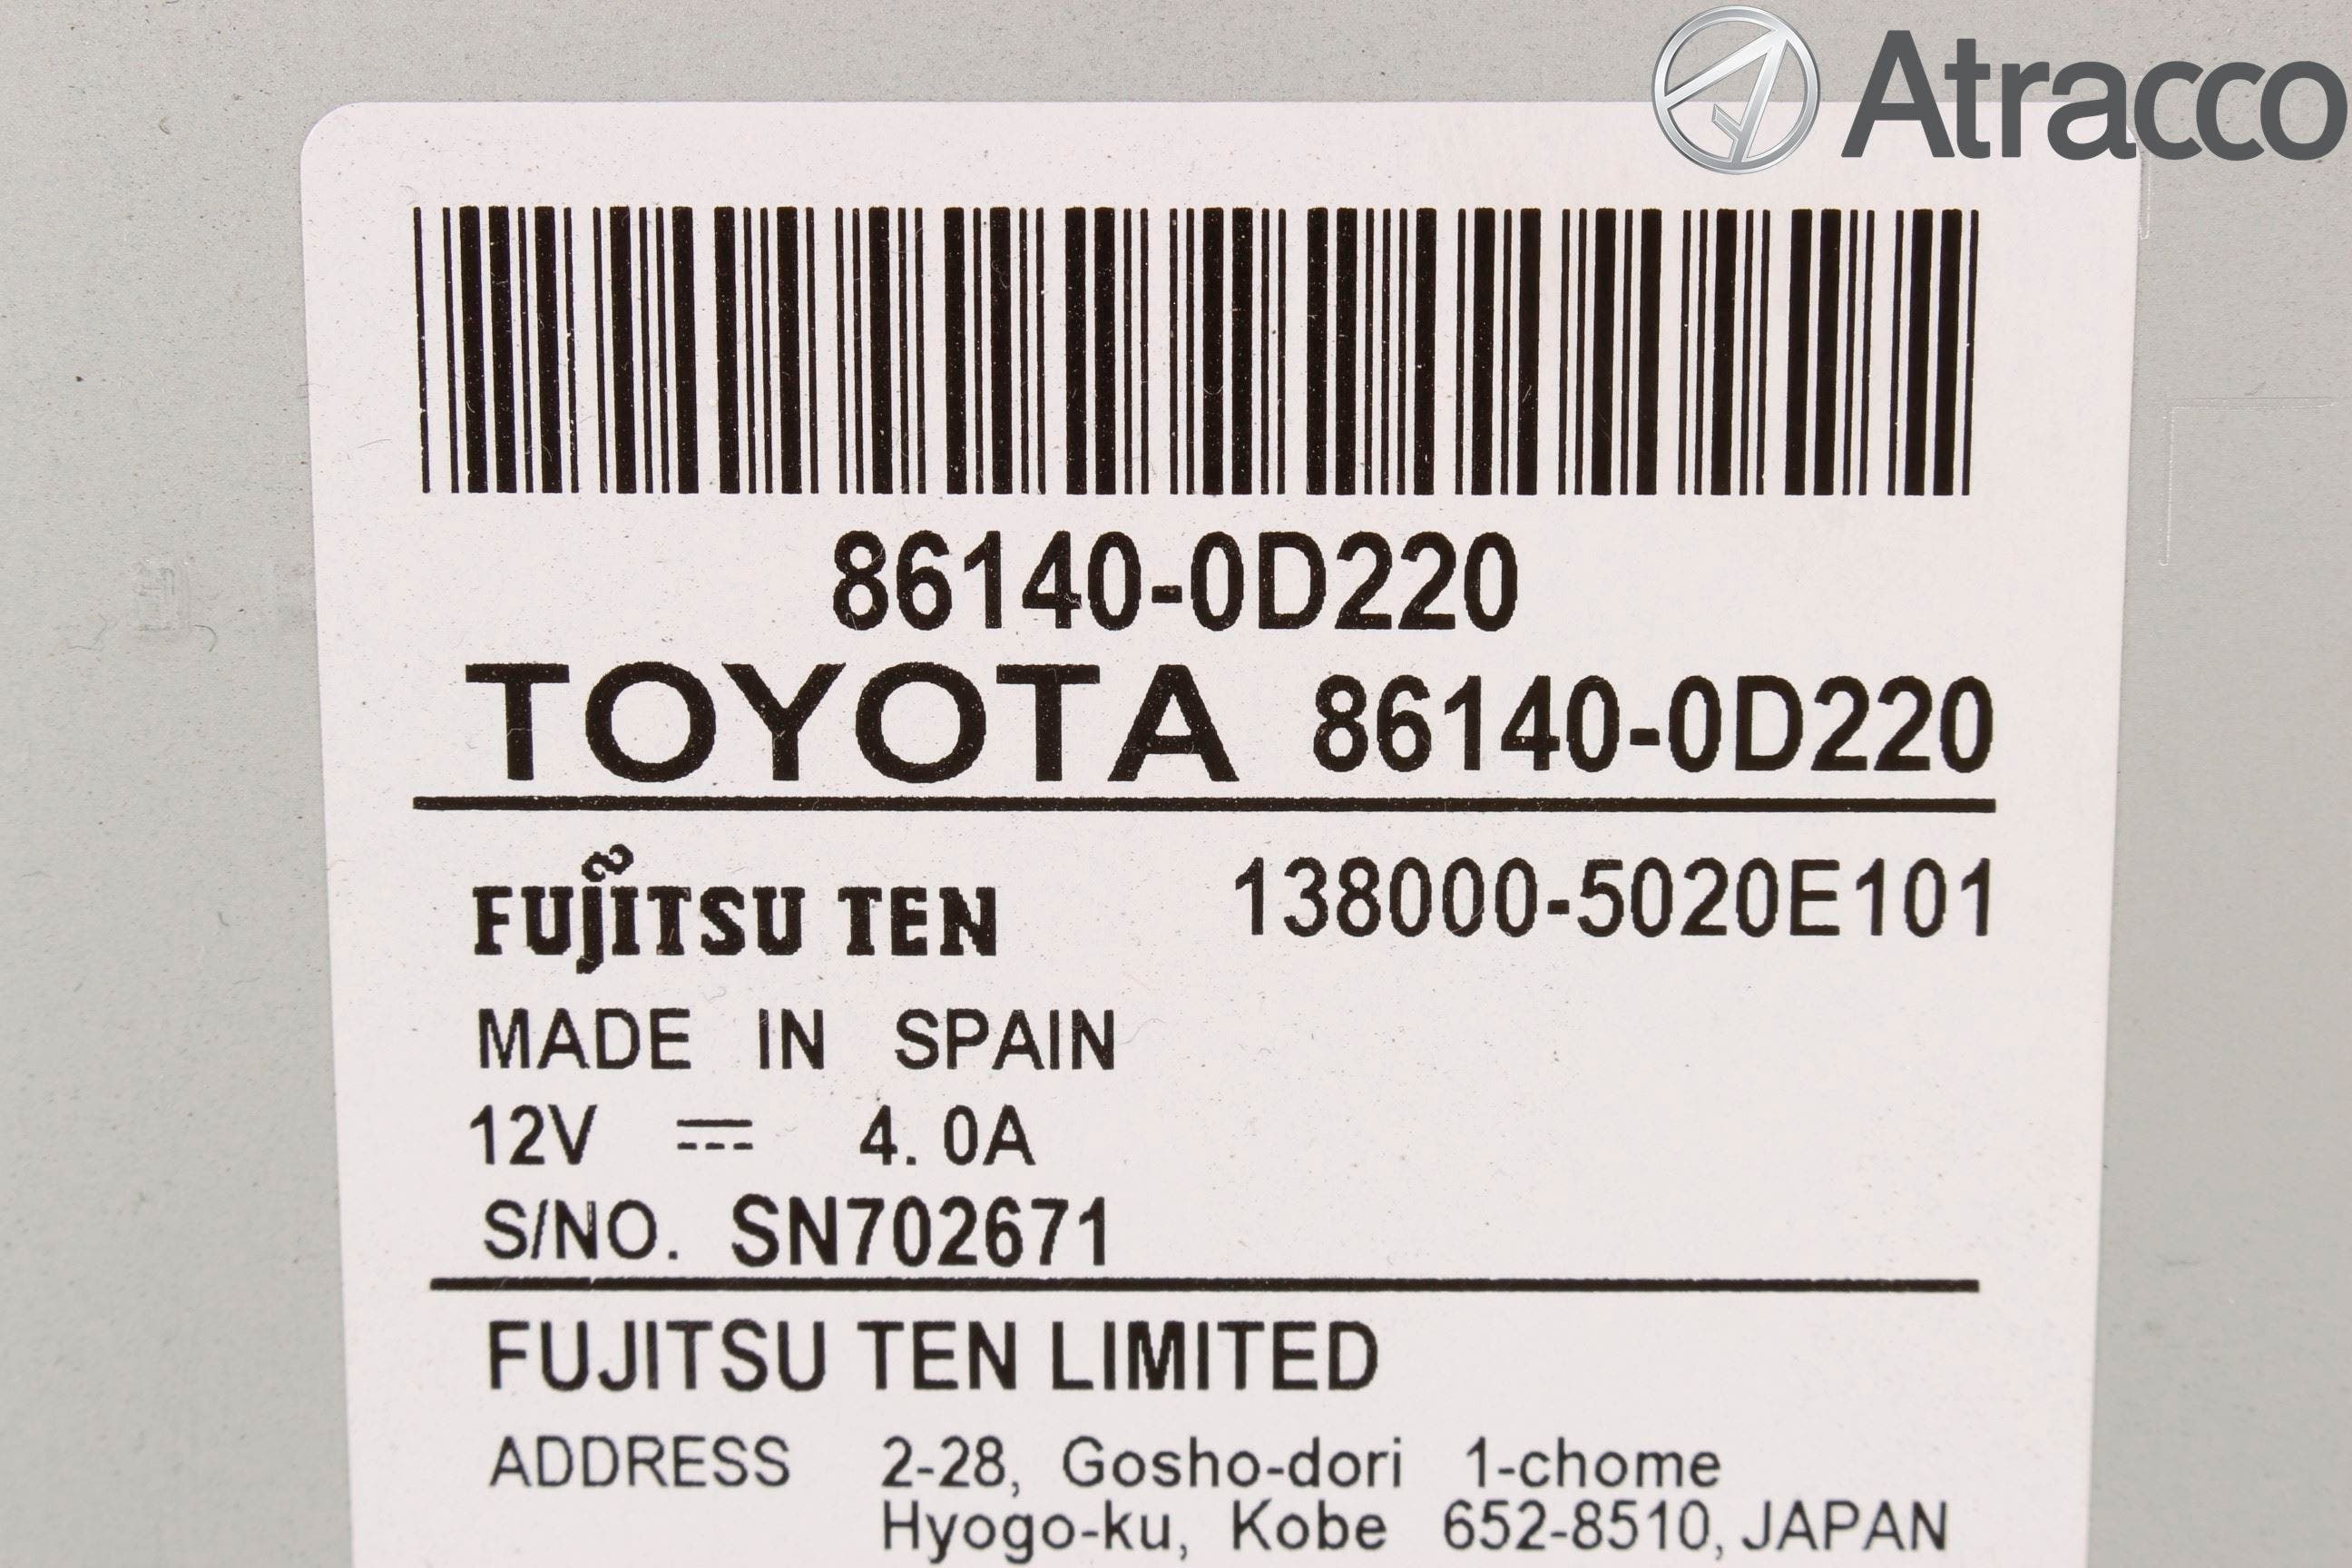 Atracco
86140-0D220
TOYOTA 86140-0D220
FUJITSU TEN 138000-5020E101
MADE IN SPAIN
12V ⎓ 4.0A
S/NO. SN702671
FUJITSU TEN LIMITED
ADDRESS 2-28, Gosho-dori 1-chome
Hyogo-ku, Kobe 652-8510, JAPAN